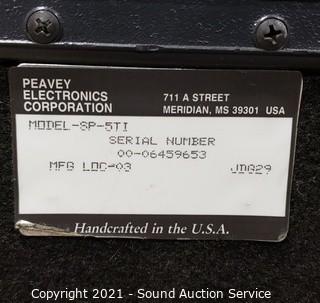 PEAVEY
ELECTRONICS
CORPORATION
711 A STREET
MERIDIAN, MS 39301 USA
MODEL-SP-5TI
SERIAL NUMBER
00-06459653
MFG LOC-03 JDG29
Handcrafted in the U.S.A.
Copyright 2021 - Sound Auction Service